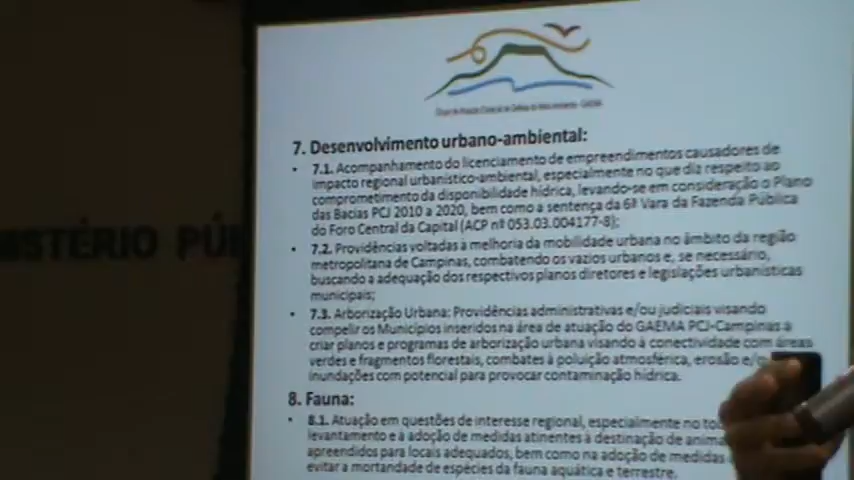 7. Desenvolvimento urbano-ambiental:
• 7.1. Acompanhamento do licenciamento de empreendimentos causadores de
impacto regional urbanístico-ambiental, especialmente no que diz respeito ao
comprometimento da disponibilidade hídrica, levando-se em consideração o Plano
das Bacias PCJ 2010 a 2020, bem como a sentença da 6ª Vara da Fazenda Pública
do Foro Central da Capital (ACP nº 053.03.004177-8);
• 7.2. Providências voltadas à melhoria da mobilidade urbana no âmbito da região
metropolitana de Campinas, combatendo os vazios urbanos e, se necessário,
buscando a adequação dos respectivos planos diretores e legislações urbanísticas
municipais;
• 7.3. Arborização Urbana: Providências administrativas e/ou judiciais visando
compelir os Municípios inseridos na área de atuação do GAEMA PCJ-Campinas a
criar planos e programas de arborização urbana visando à conectividade com áreas
verdes e fragmentos florestais, combates à poluição atmosférica, erosão e/o
inundações com potencial para provocar contaminação hídrica.
8. Fauna:
• 8.1. Atuação em questões de interesse regional, especialmente no to
levantamento e à adoção de medidas atinentes à destinação de anima
apreendidos para locais adequados, bem como na adoção de medidas
evitar a mortandade de espécies da fauna aquática e terrestre.
ISTÉRIO PÚ